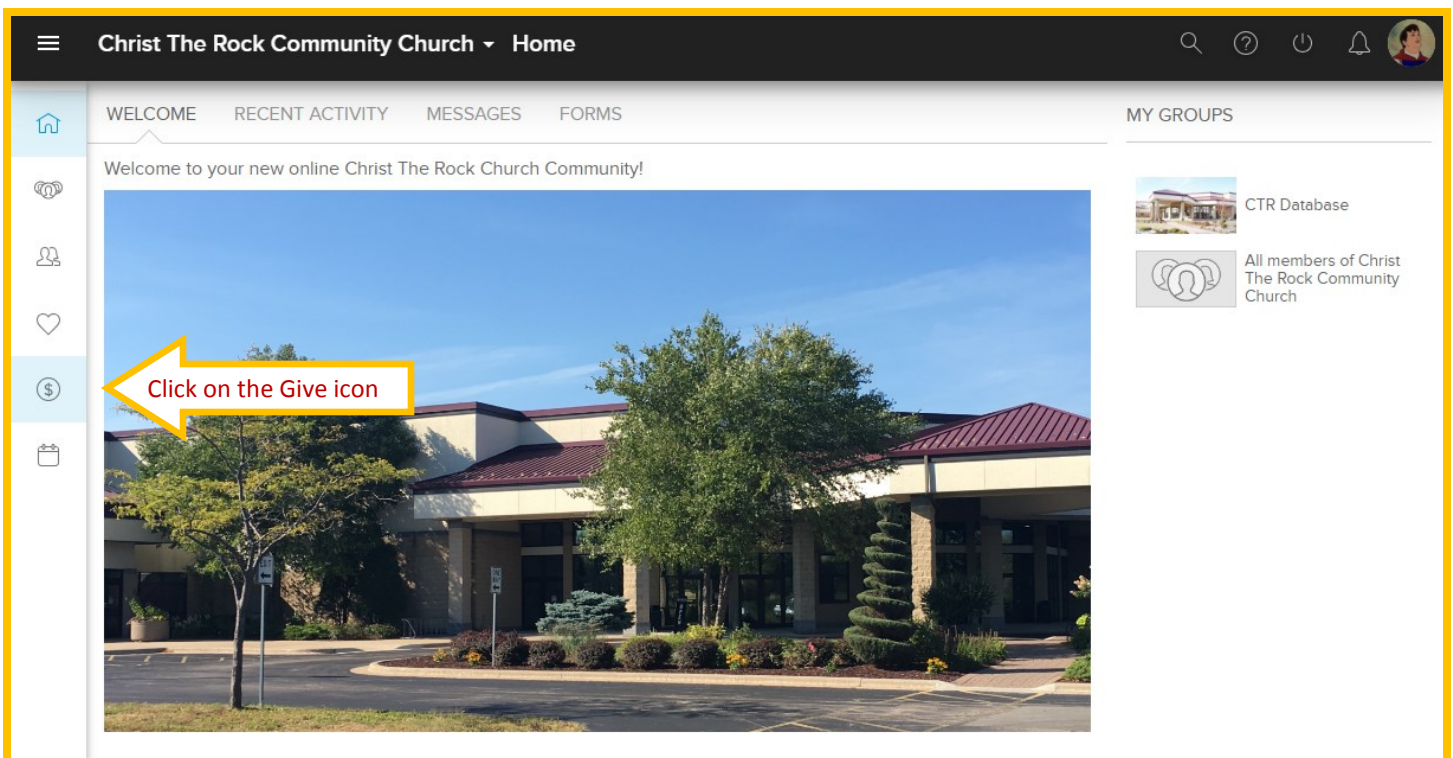 Christ The Rock Community Church Home
WELCOME RECENT ACTIVITY MESSAGES FORMS
Welcome to your new online Christ The Rock Church Community!
Click on the Give icon
EXIT
MY GROUPS
CTR Database
All members of Christ
The Rock Community
Church